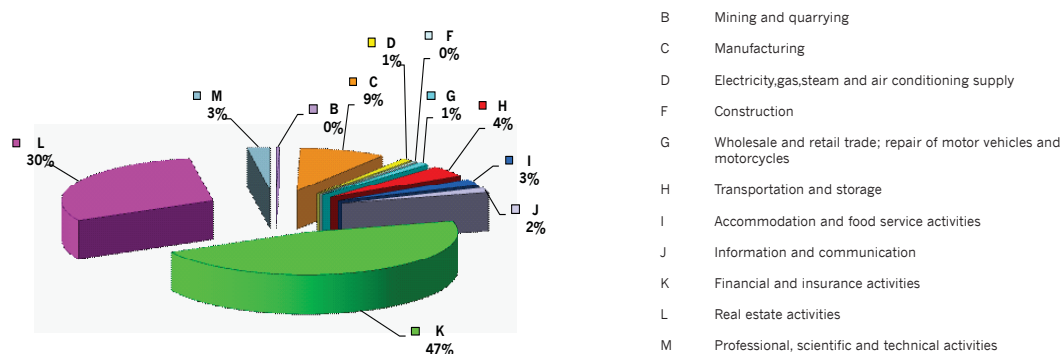 D
1%
F
0%
C
9%
G
1%
M
3%
B
0%
H
4%
L
30%
I
3%
J
2%
K
47%
B Mining and quarrying
C Manufacturing
D Electricity,gas,steam and air conditioning supply
F Construction
G Wholesale and retail trade; repair of motor vehicles and
motorcycles
H Transportation and storage
I Accommodation and food service activities
J Information and communication
K Financial and insurance activities
L Real estate activities
M Professional, scientific and technical activities